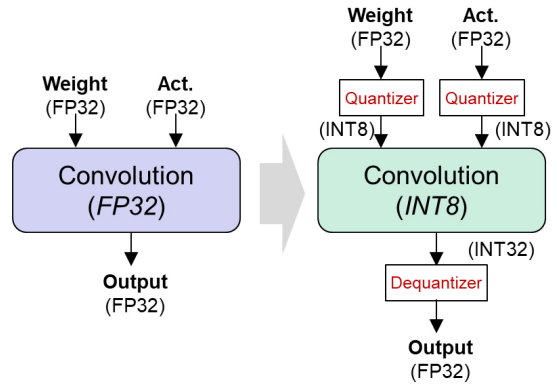 Weight
(FP32)
Act.
(FP32)
Convolution
(FP32)
Output
(FP32)
Weight
(FP32)
Act.
(FP32)
Quantizer
Quantizer
(INT8)
(INT8)
Convolution
(INT8)
(INT32)
Dequantizer
Output
(FP32)